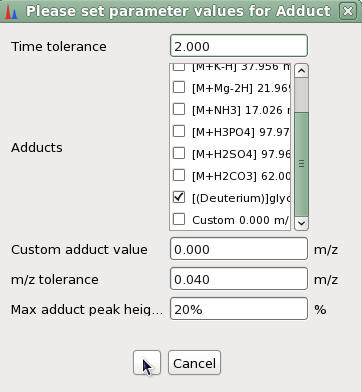 Please set parameter values for Adduct
Time tolerance 2.000
[M+K-H] 37.956
[M+Mg-2H] 21.969
[M+NH3] 17.026
[M+H3PO4] 97.97
Adducts
[M+H2SO4] 97.96
[M+H2CO3] 62.00
[(Deuterium)]glyc
Custom 0.000 m/
Custom adduct value 0.000 m/z
m/z tolerance 0.040 m/z
Max adduct peak heig... 20% %
Cancel